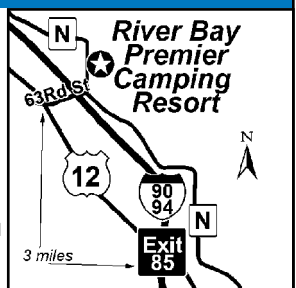 N
River Bay
Premier
Camping
Resort
63Rd St
N
12
90
94
N
Exit
85
3 miles